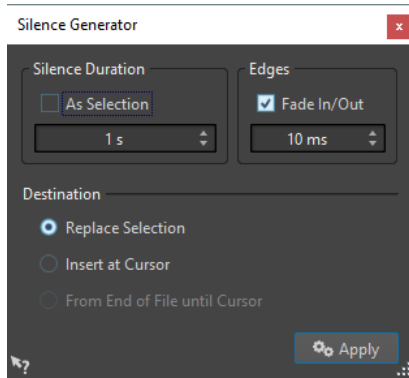 Silence Generator
x
Silence Duration
Edges
As Selection
Fade In/Out
1 s
10 ms
Destination
Replace Selection
Insert at Cursor
From End of File until Cursor
?
Apply